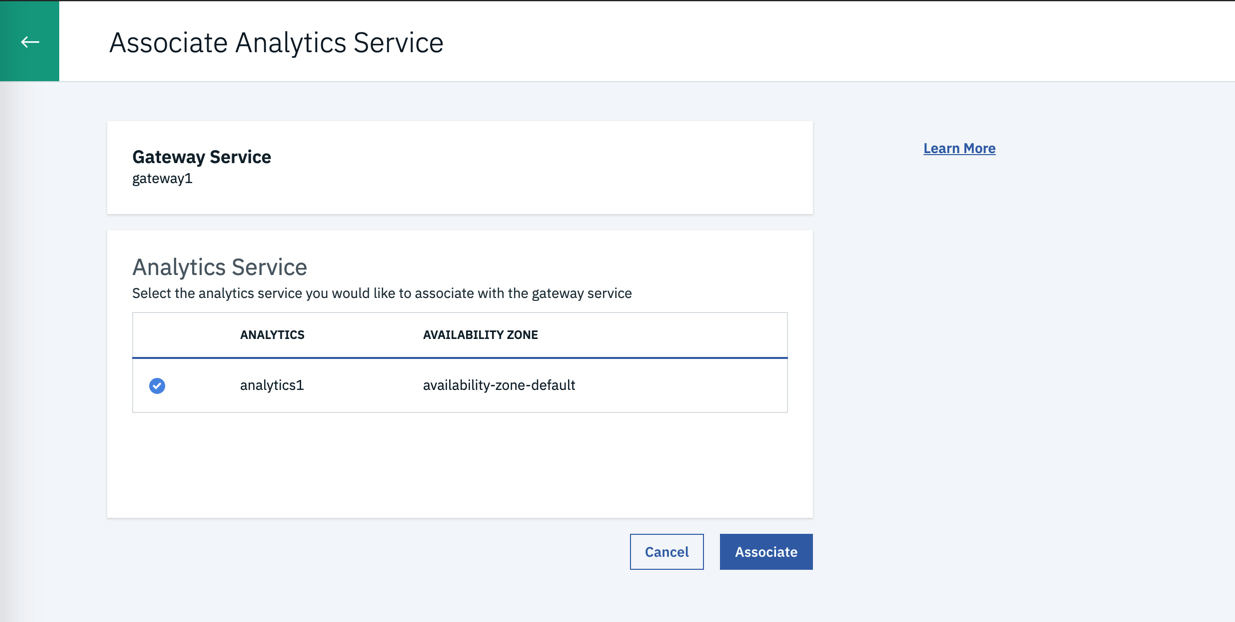 Associate Analytics Service
Gateway Service
gateway1
Learn More
Analytics Service
Select the analytics service you would like to associate with the gateway service
ANALYTICS AVAILABILITY ZONE
analytics1 availability-zone-default
Cancel Associate